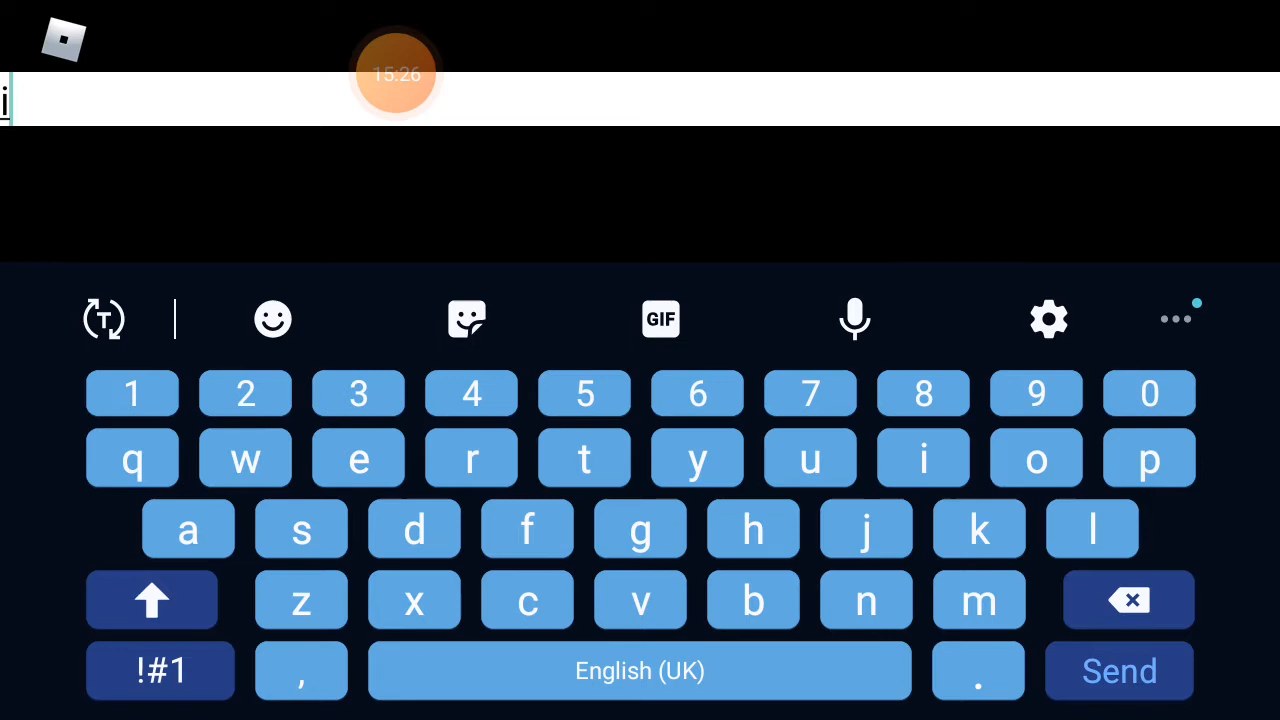 15:26
i
GIF
1 2 3 4 5 6 7 8 9 0
q w e r t y u i o p
a s d f g h j k l
z x c v b n m
!#1 , English (UK) . Send